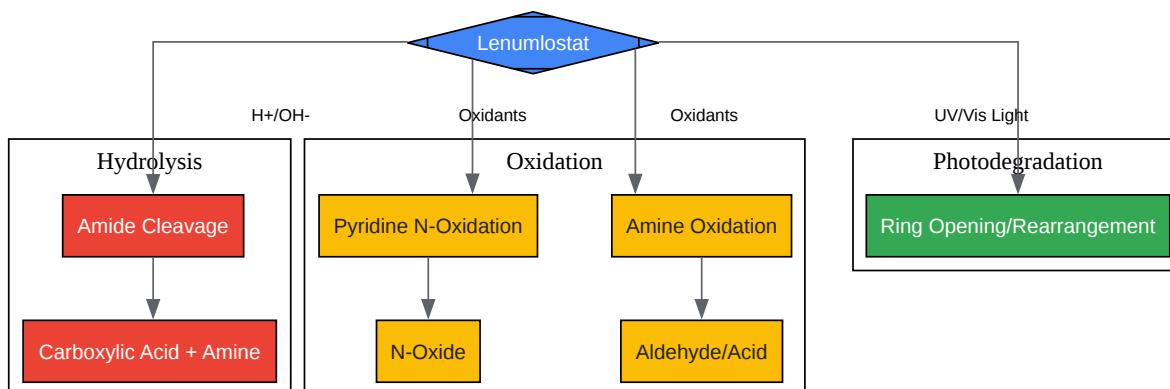 Lenumlostat
H+/OH-
Oxidants
Oxidants
UV/Vis Light
Hydrolysis
Oxidation
Photodegradation
Amide Cleavage
Pyridine N-Oxidation
Amine Oxidation
Ring Opening/Rearrangement
Carboxylic Acid + Amine
N-Oxide
Aldehyde/Acid